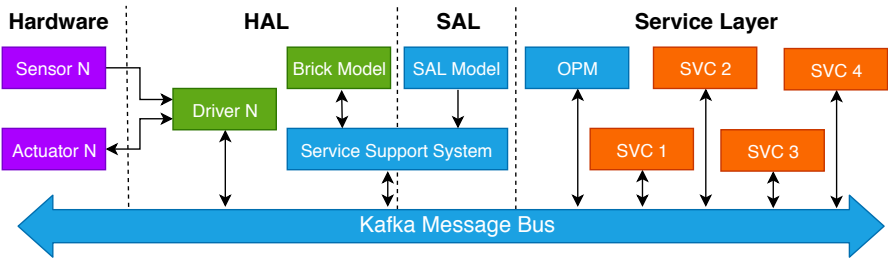 Hardware HAL SAL Service Layer
Sensor N Brick Model SAL Model OPM SVC 2 SVC 4
Driver N
Actuator N Service Support System SVC 1 SVC 3
Kafka Message Bus